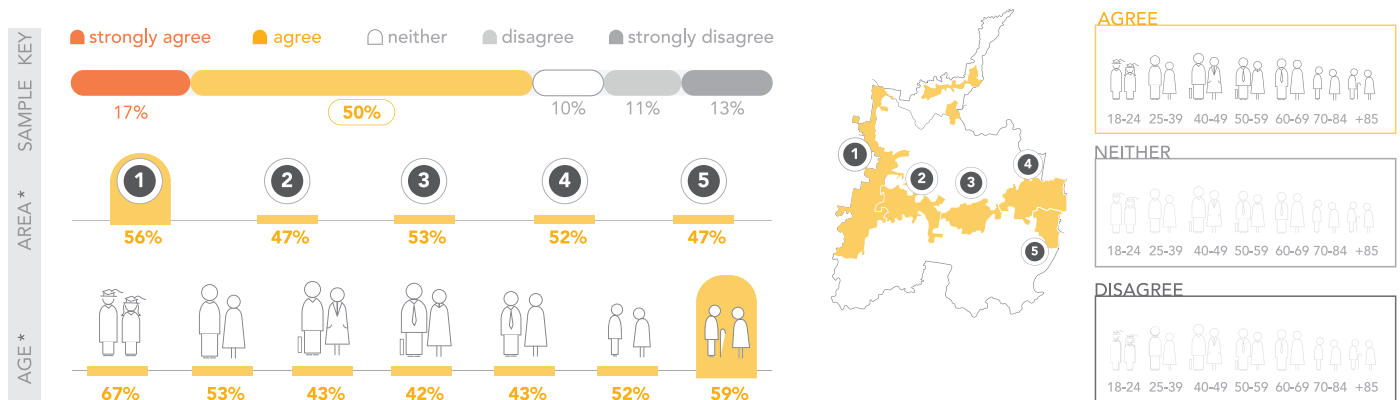 KEY
strongly agree agree neither disagree strongly disagree
SAMPLE
17% 50% 10% 11% 13%
AREA *
1 2 3 4 5
56% 47% 53% 52% 47%
AGE *
67% 53% 43% 42% 43% 52% 59%
1
2
3
4
5
AGREE
18-24 25-39 40-49 50-59 60-69 70-84 +85
NEITHER
18-24 25-39 40-49 50-59 60-69 70-84 +85
DISAGREE
18-24 25-39 40-49 50-59 60-69 70-84 +85